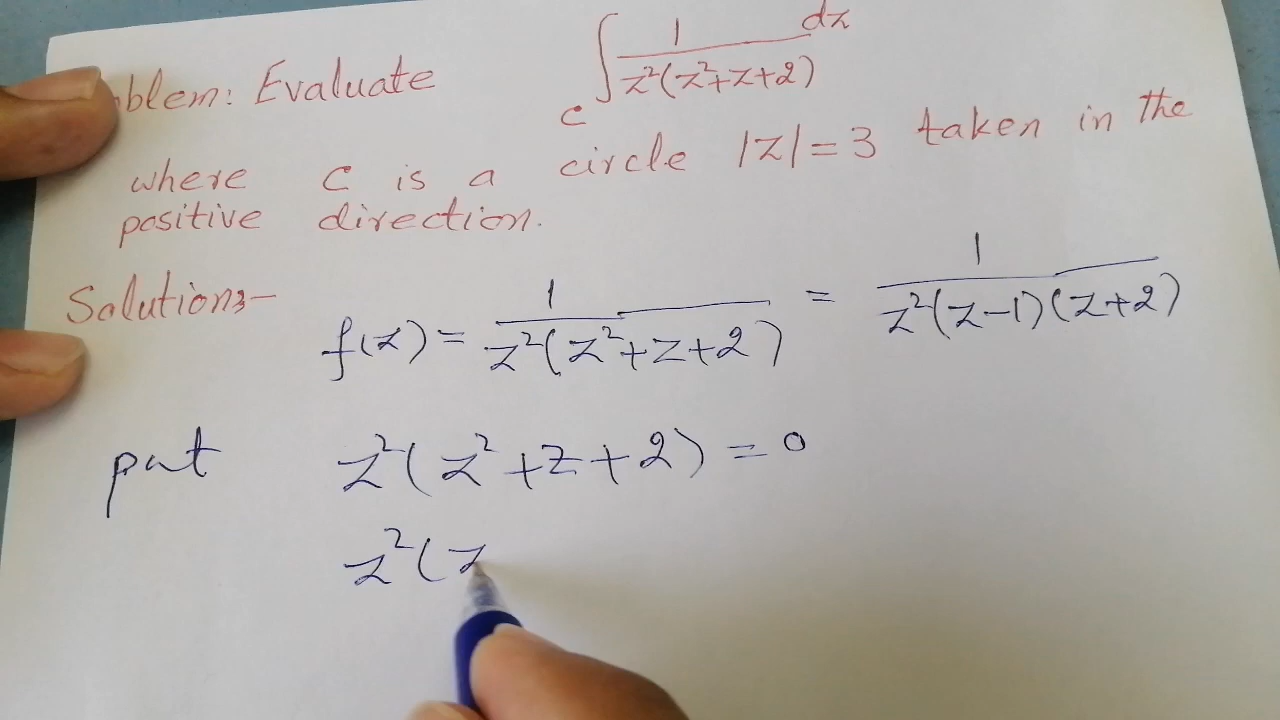 blem: Evaluate ∫_C 1/(z²(z²+z+2)) dz
where C is a circle |z|=3 taken in the
positive direction.
Solution:- f(z) = 1/(z²(z²+z+2)) = 1/(z²(z-1)(z+2))
put z²(z²+z+2) = 0
z²(z